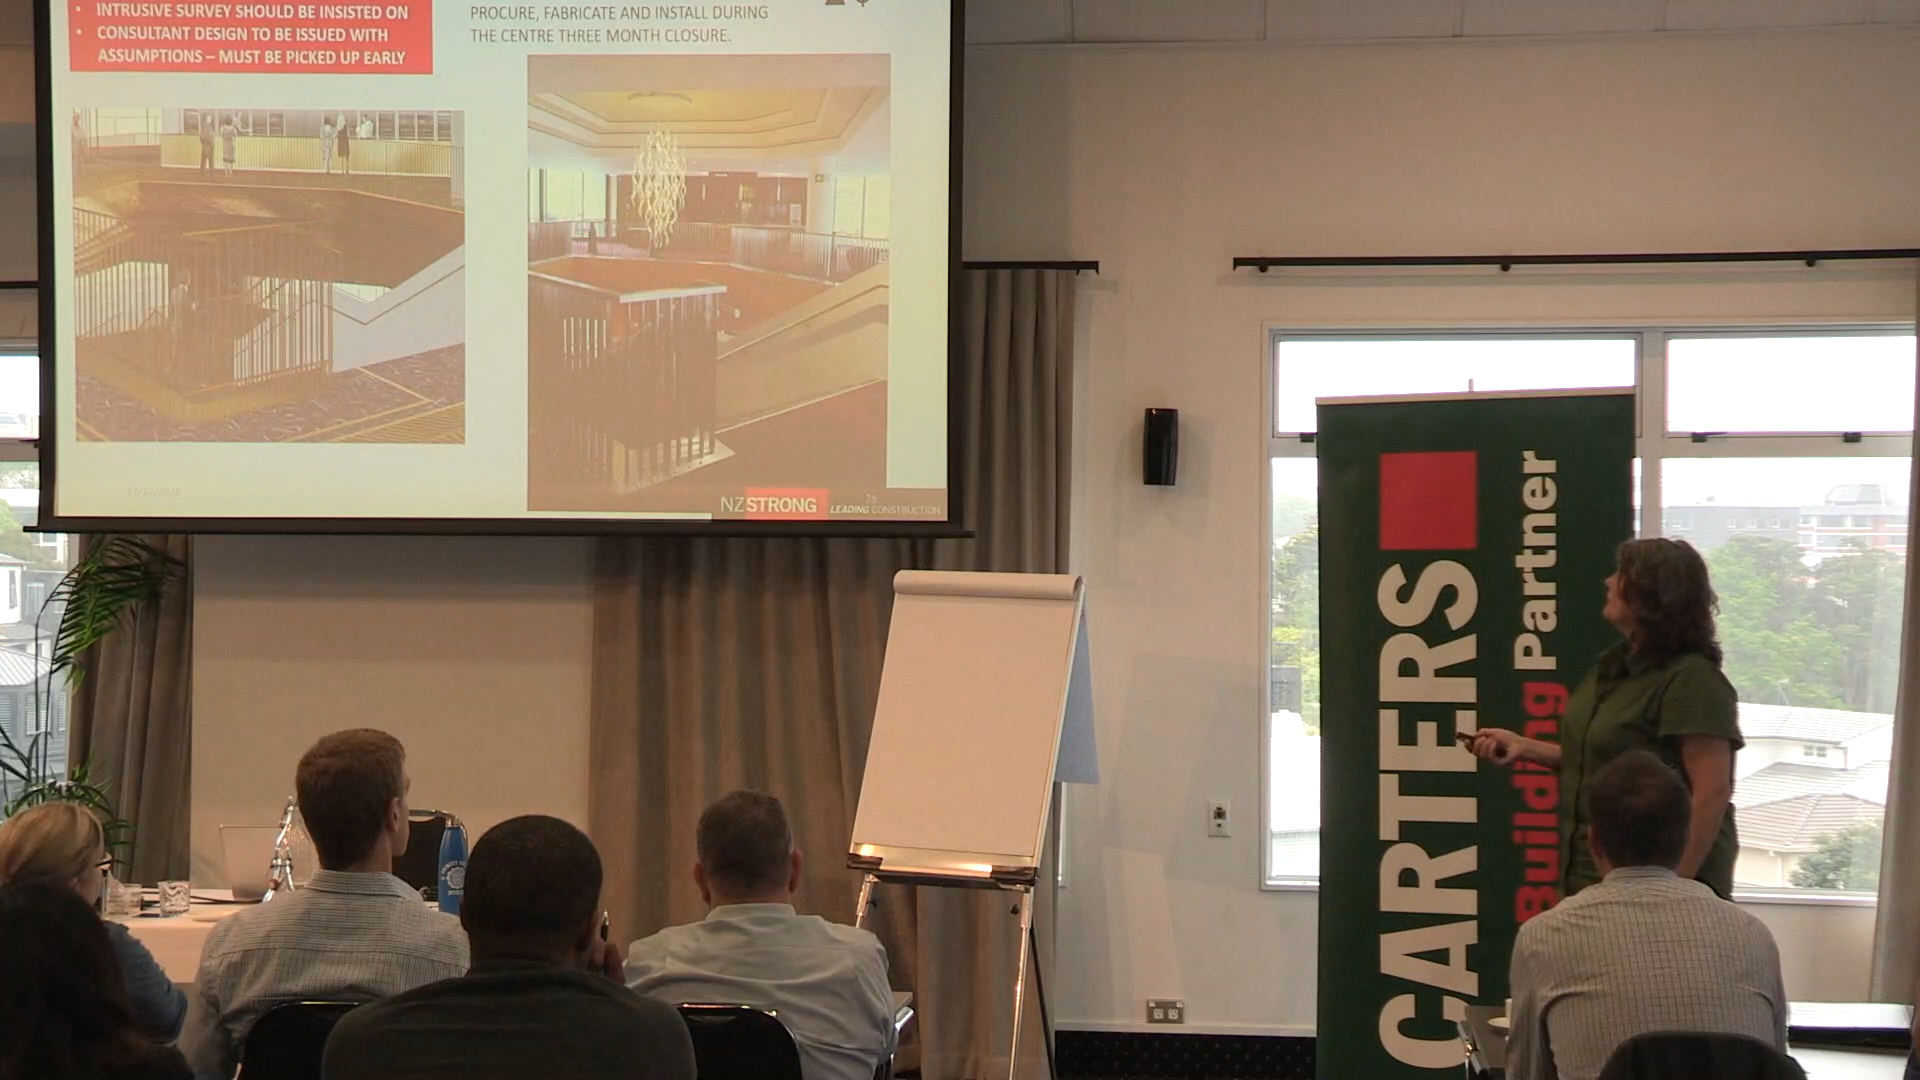 • INTRUSIVE SURVEY SHOULD BE INSISTED ON
• CONSULTANT DESIGN TO BE ISSUED WITH
ASSUMPTIONS – MUST BE PICKED UP EARLY
PROCURE, FABRICATE AND INSTALL DURING
THE CENTRE THREE MONTH CLOSURE.
NZSTRONG
25
LEADING CONSTRUCTION
CARTERS
Building Partner